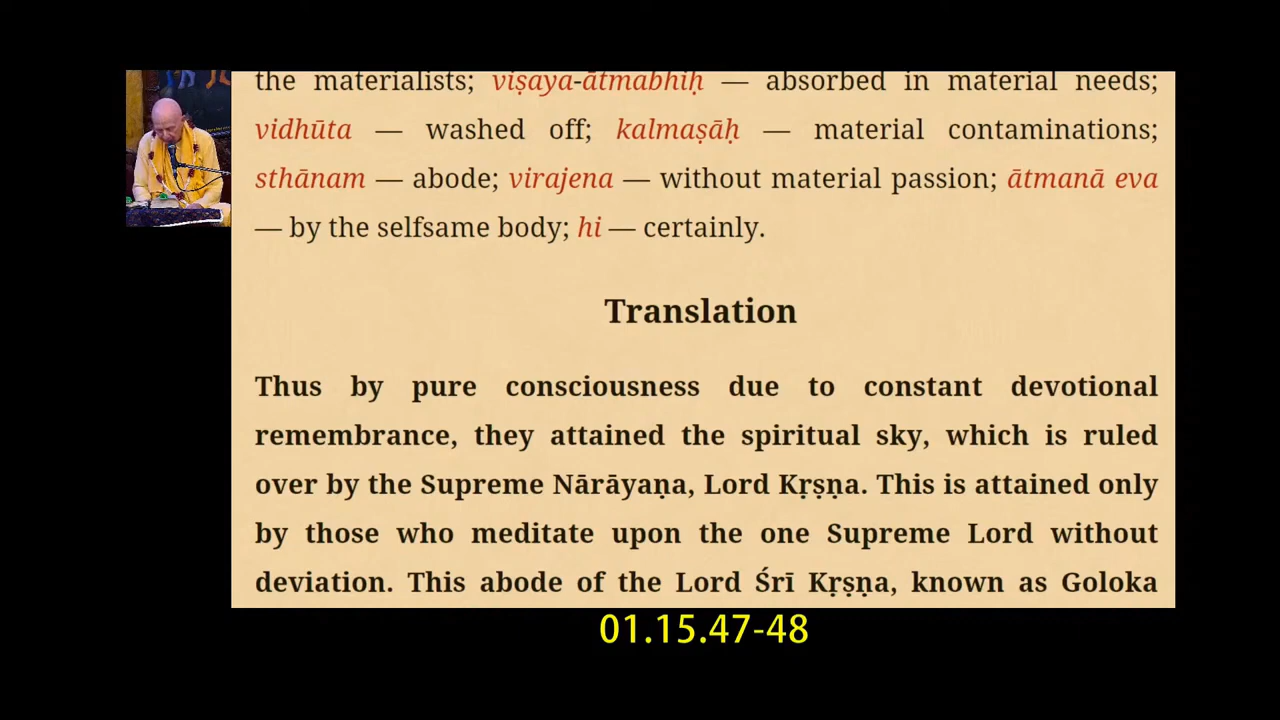 the materialists; viṣaya-ātmabhiḥ — absorbed in material needs;
vidhūta — washed off; kalmaṣāḥ — material contaminations;
sthānam — abode; virajena — without material passion; ātmanā eva
— by the selfsame body; hi — certainly.
Translation
Thus by pure consciousness due to constant devotional
remembrance, they attained the spiritual sky, which is ruled
over by the Supreme Nārāyaṇa, Lord Kṛṣṇa. This is attained only
by those who meditate upon the one Supreme Lord without
deviation. This abode of the Lord Śrī Kṛṣṇa, known as Goloka
01.15.47-48